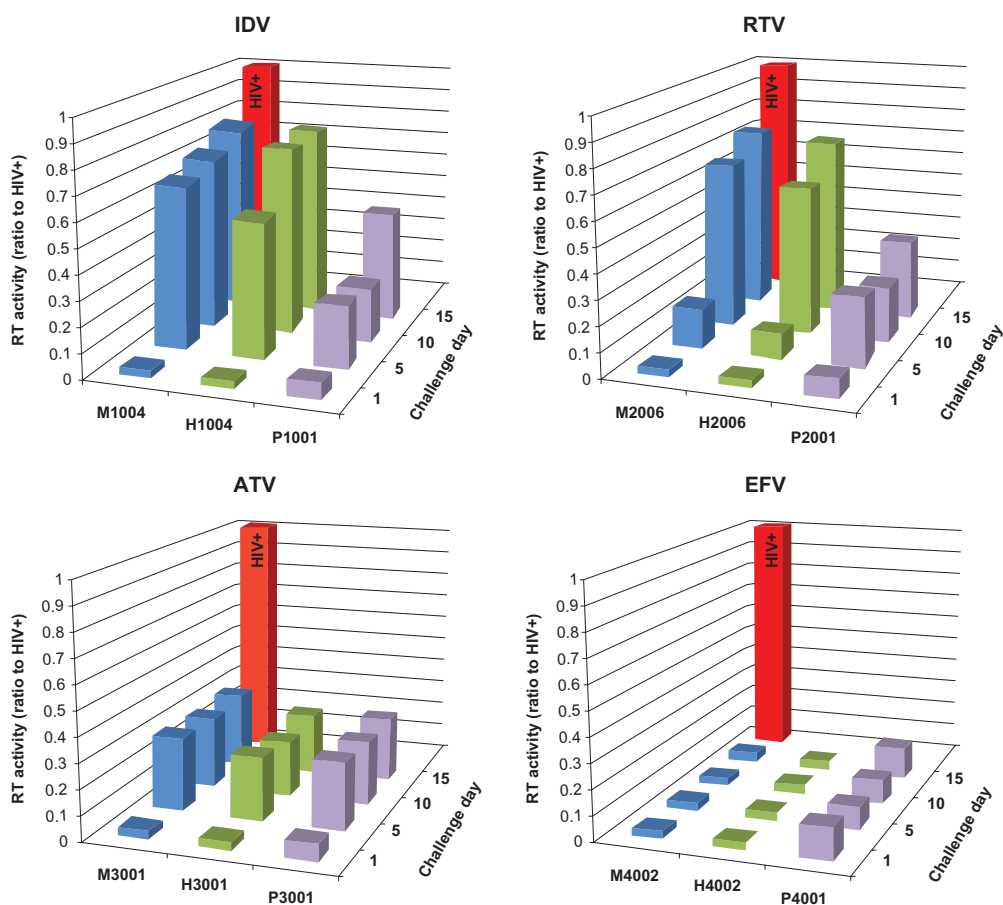 IDV
HIV+
RT activity (ratio to HIV+)
1
0.9
0.8
0.7
0.6
0.5
0.4
0.3
0.2
0.1
0
M1004
H1004
P1001
1
5
10
15
Challenge day
RTV
HIV+
RT activity (ratio to HIV+)
1
0.9
0.8
0.7
0.6
0.5
0.4
0.3
0.2
0.1
0
M2006
H2006
P2001
1
5
10
15
Challenge day
ATV
HIV+
RT activity (ratio to HIV+)
1
0.9
0.8
0.7
0.6
0.5
0.4
0.3
0.2
0.1
0
M3001
H3001
P3001
1
5
10
15
Challenge day
EFV
HIV+
RT activity (ratio to HIV+)
1
0.9
0.8
0.7
0.6
0.5
0.4
0.3
0.2
0.1
0
M4002
H4002
P4001
1
5
10
15
Challenge day